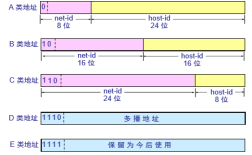 A 类地址 0
net-id
8 位
host-id
24 位
B 类地址 10
net-id
16 位
host-id
16 位
C 类地址 110
net-id
24 位
host-id
8 位
D 类地址 1110 多播地址
E 类地址 1111 保留为今后使用